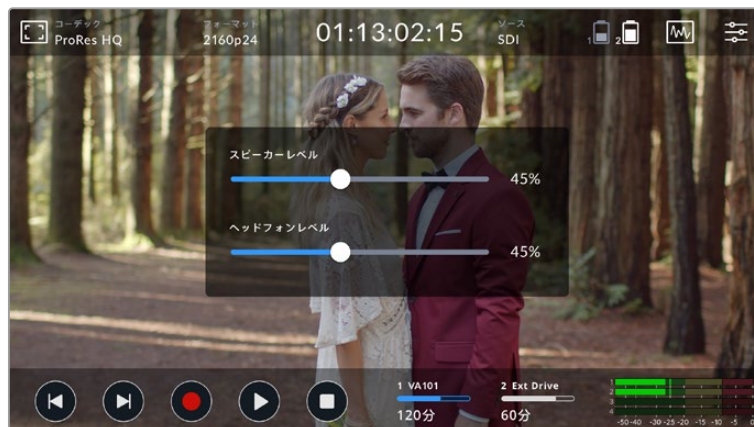 コーデック
ProRes HQ
フォーマット
2160p24
01:13:02:15
ソース
SDI
1
2
スピーカーレベル
45%
ヘッドフォンレベル
45%
1 VA101
120分
2 Ext Drive
60分
1
2
3
4
-50 -40 -30 -25 -20 -15 -10 -5